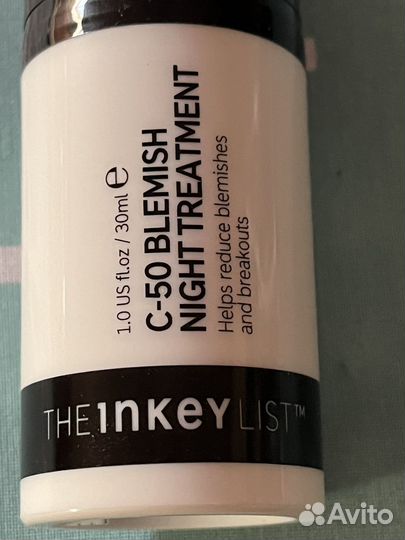 C-50 BLEMISH
NIGHT TREATMENT
Helps reduce blemishes
and breakouts
1.0 US fl.oz / 30ml ℮
THE INKEY LIST™
Avito